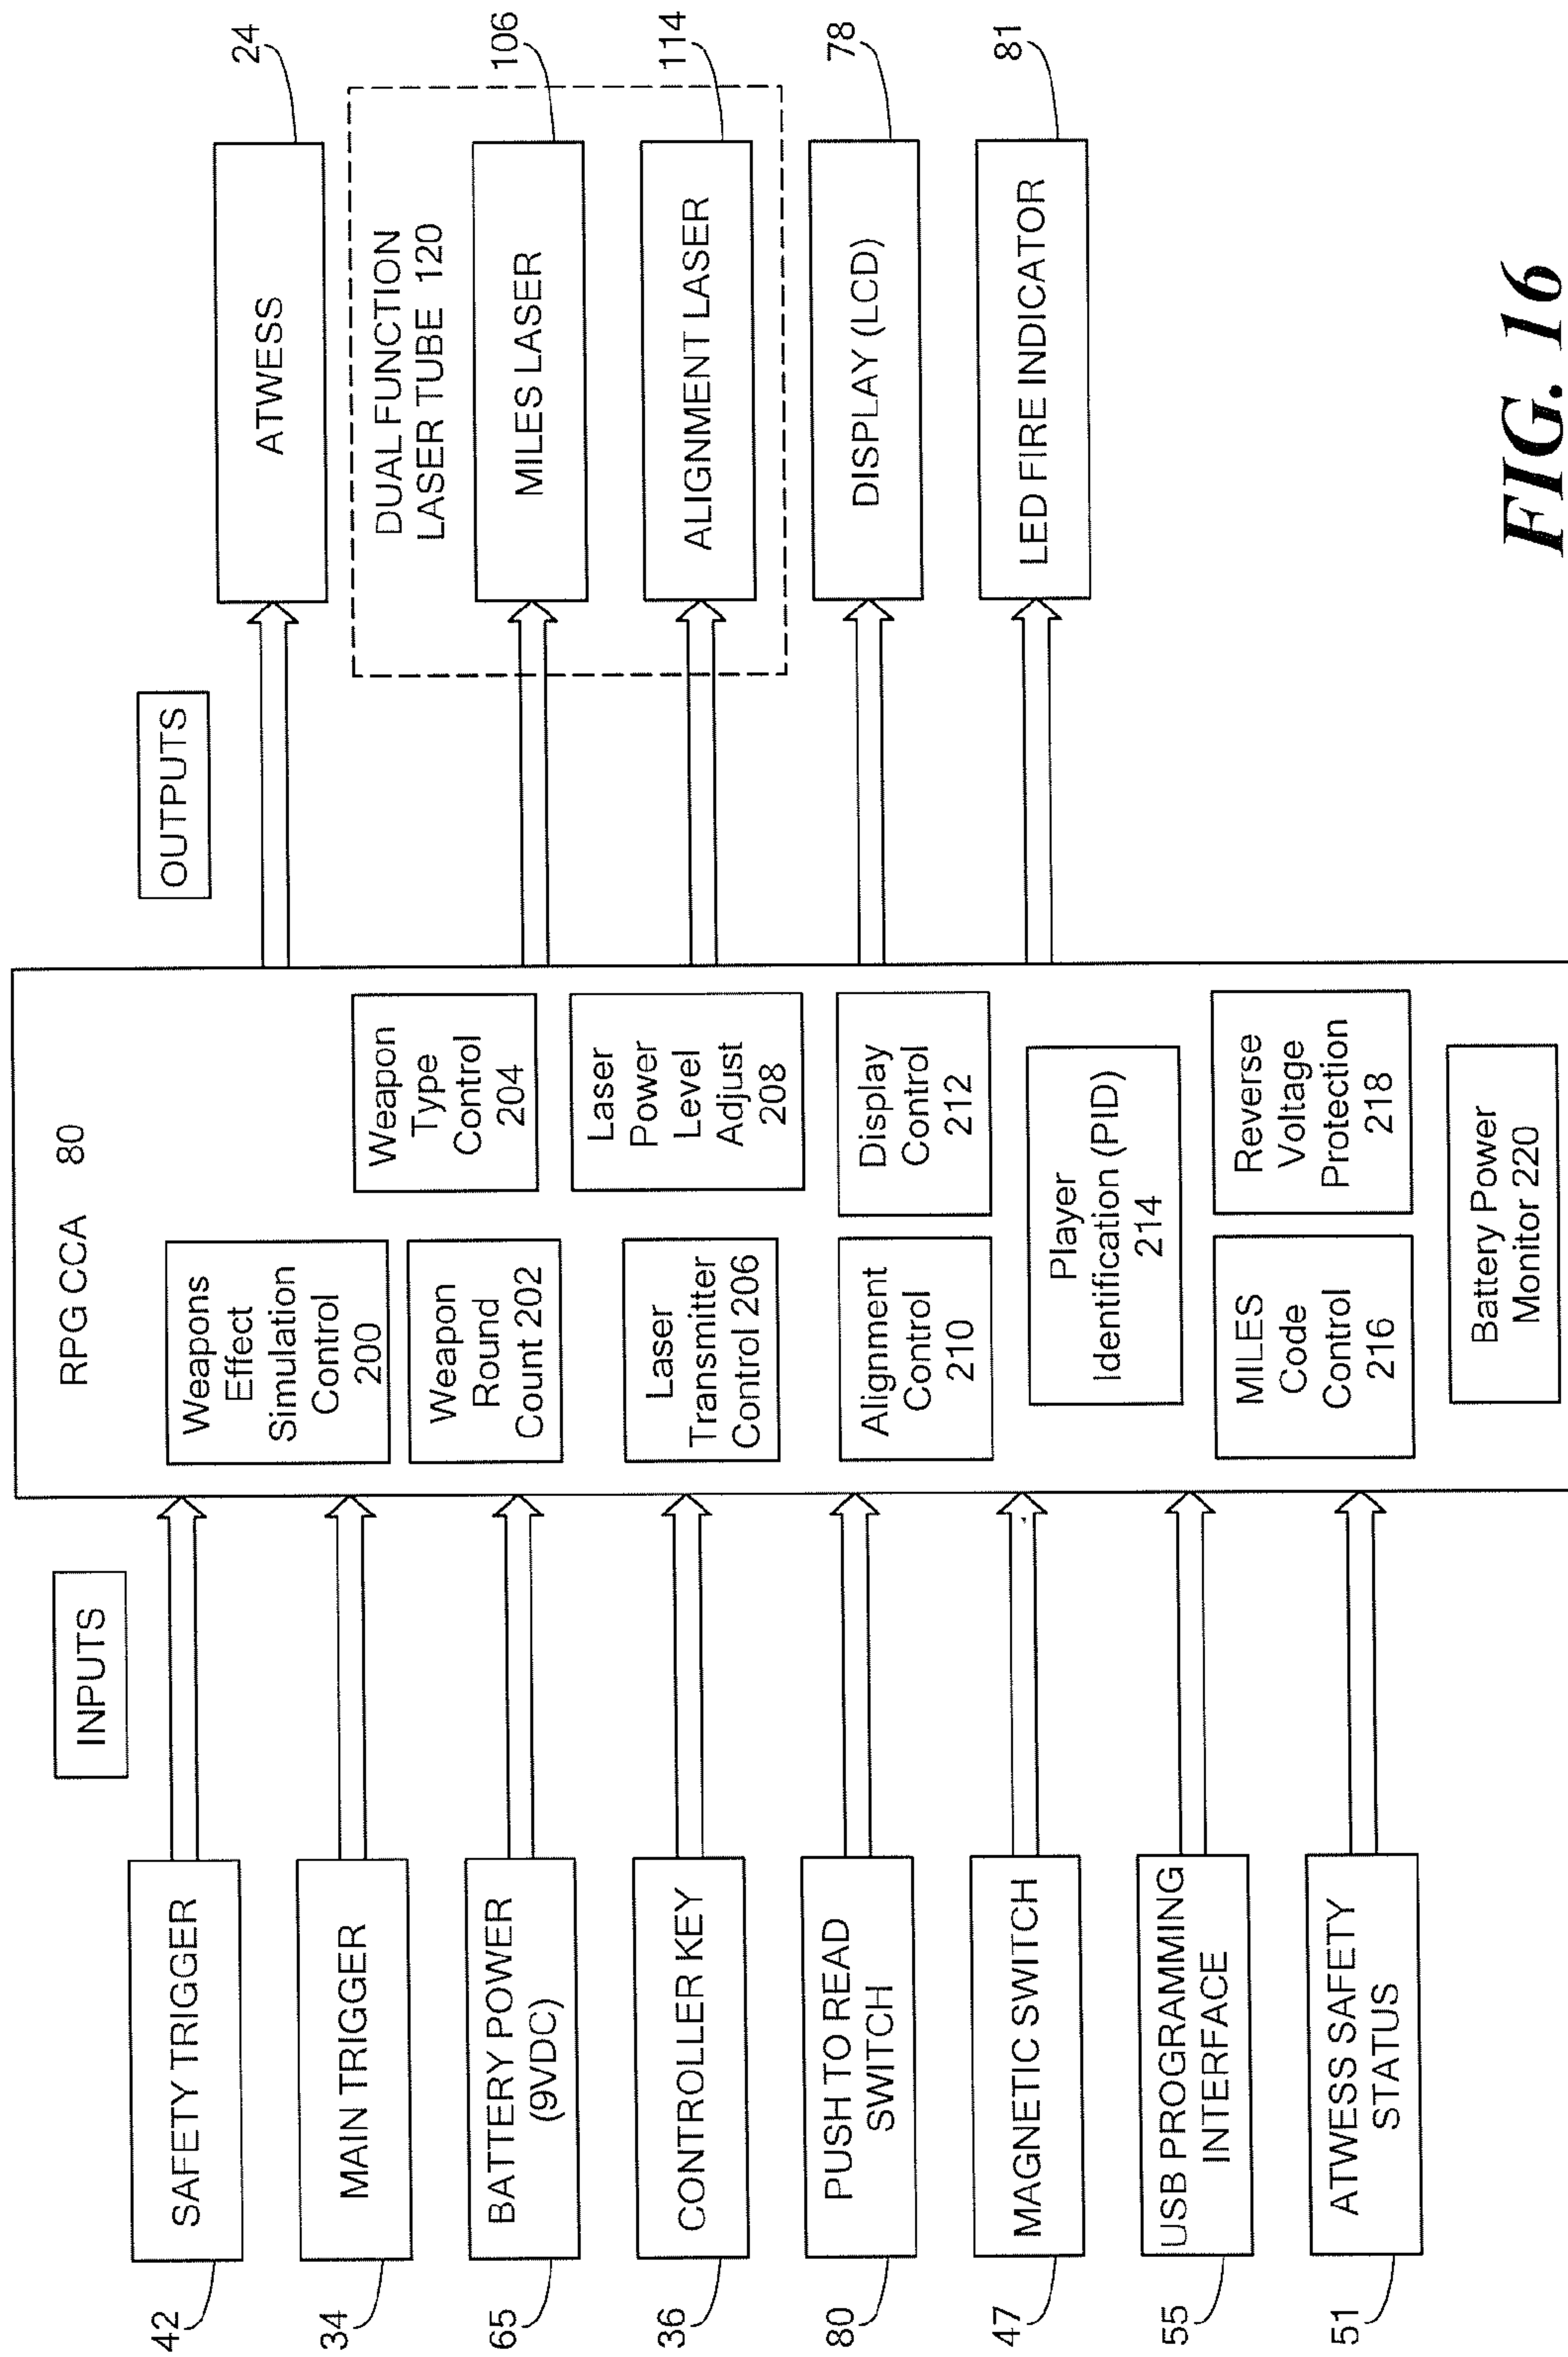 INPUTS
42
SAFETY TRIGGER
34
MAIN TRIGGER
65
BATTERY POWER
(9VDC)
36
CONTROLLER KEY
80
PUSH TO READ
SWITCH
47
MAGNETIC SWITCH
55
USB PROGRAMMING
INTERFACE
51
ATWESS SAFETY
STATUS
RPG CCA 80
Weapons
Effect
Simulation
Control
200
Weapon
Type
Control
204
Weapon
Round
Count 202
Laser
Power
Level
Adjust
208
Laser
Transmitter
Control 206
Alignment
Control
210
Display
Control
212
Player
Identification (PID)
214
MILES
Code
Control
216
Reverse
Voltage
Protection
218
Battery Power
Monitor 220
OUTPUTS
ATWESS
24
DUAL FUNCTION
LASER TUBE 120
MILES LASER
106
ALIGNMENT LASER
114
DISPLAY (LCD)
78
LED FIRE INDICATOR
81
FIG. 16